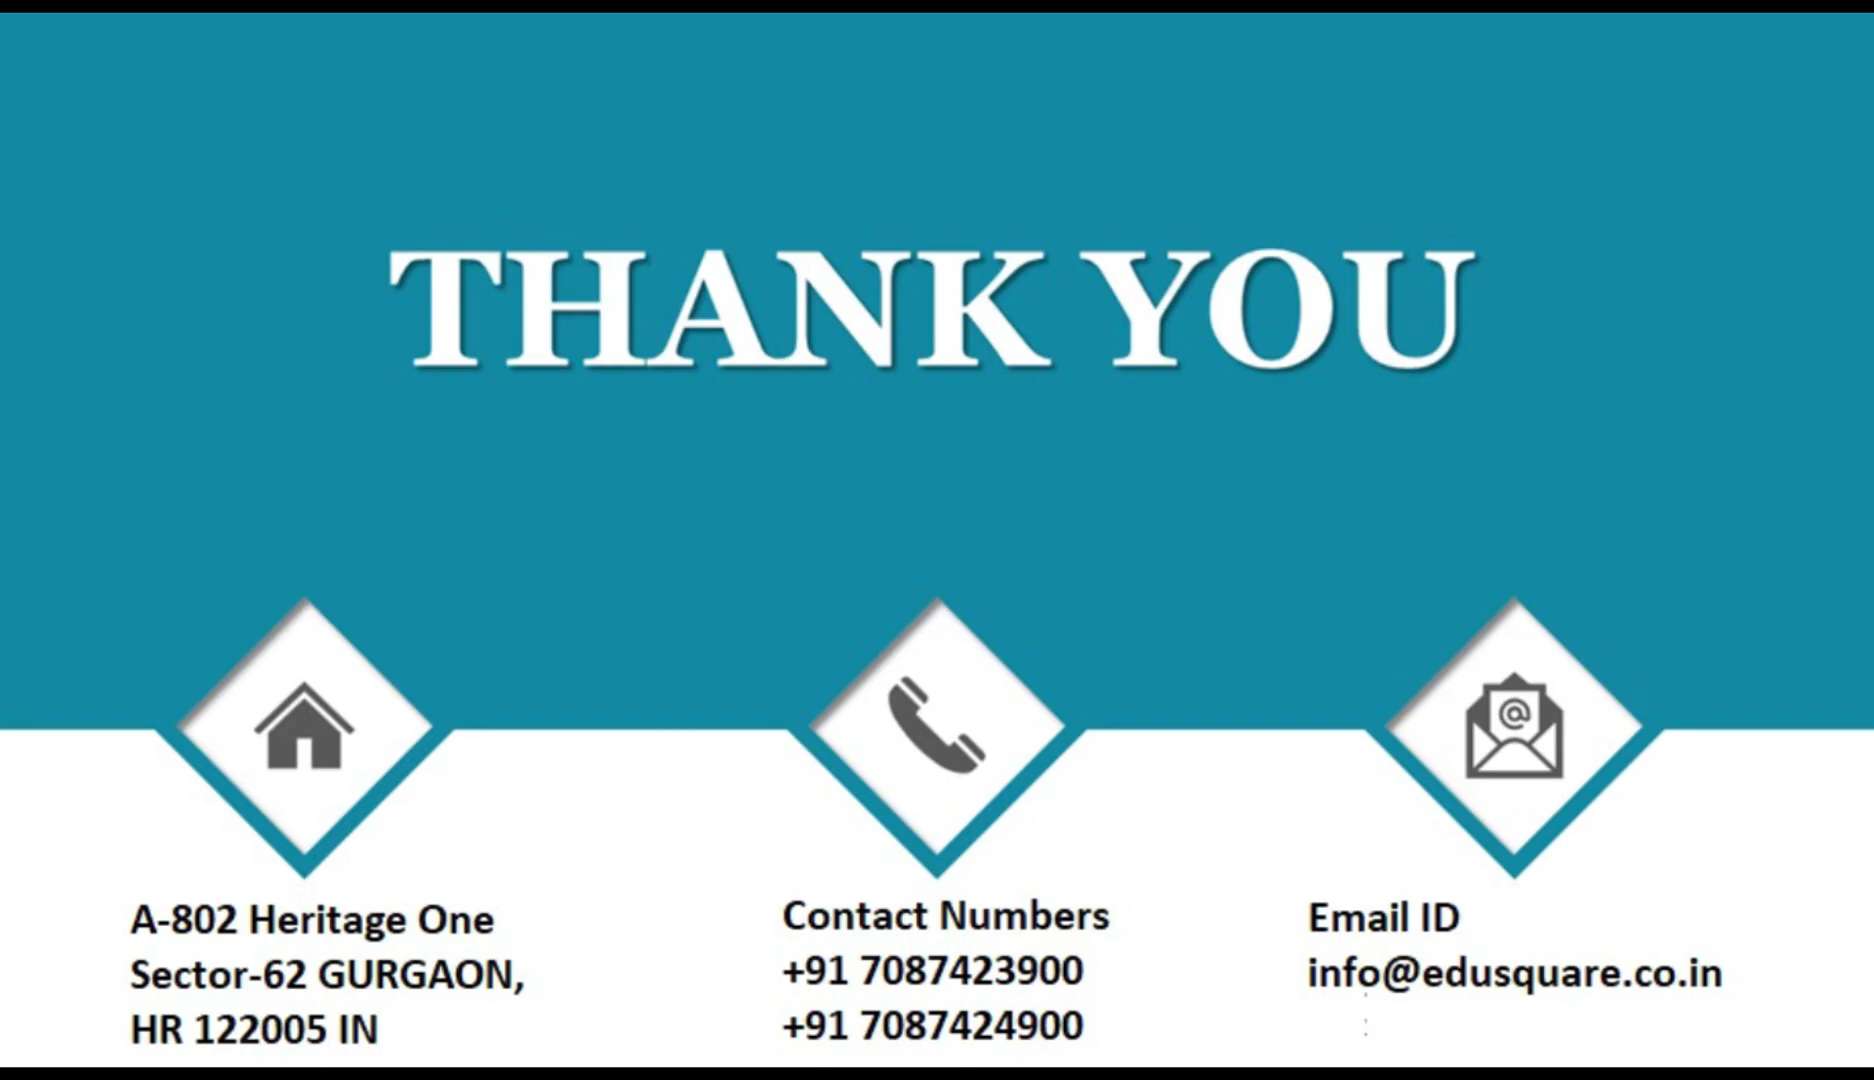 THANK YOU
A-802 Heritage One
Sector-62 GURGAON,
HR 122005 IN
Contact Numbers
+91 7087423900
+91 7087424900
Email ID
info@edusquare.co.in